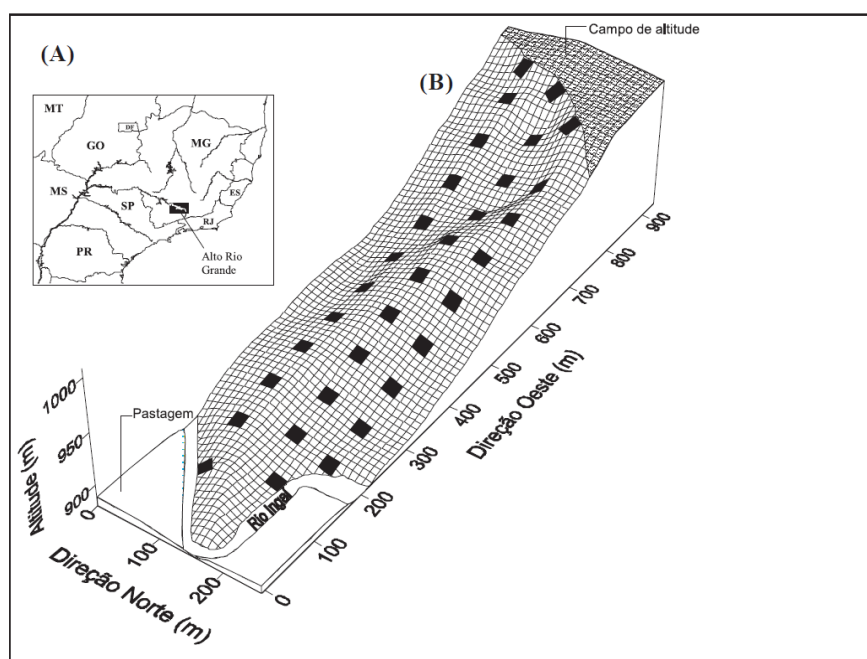 (A)
MT
DF
GO
MG
MS
SP
ES
RJ
PR
Alto Rio
Grande
(B)
Campo de altitude
Pastagem
Rio Ingaí
Altitude (m)
1000
950
900
Direção Norte (m)
0
100
200
Direção Oeste (m)
0
100
200
300
400
500
600
700
800
900